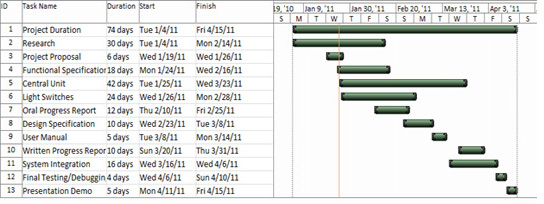 ID Task Name Duration Start Finish 19, '10 Jan 9, '11 Jan 30, '11 Feb 20, '11 Mar 13, '11 Apr 3, '11
S M T W T F S S M T W T F S
1 Project Duration 74 days Tue 1/4/11 Fri 4/15/11
2 Research 30 days Tue 1/4/11 Mon 2/14/11
3 Project Proposal 6 days Wed 1/19/11 Wed 1/26/11
4 Functional Specification 18 days Mon 1/24/11 Wed 2/16/11
5 Central Unit 42 days Tue 1/25/11 Wed 3/23/11
6 Light Switches 24 days Wed 1/26/11 Mon 2/28/11
7 Oral Progress Report 12 days Thu 2/10/11 Fri 2/25/11
8 Design Specification 10 days Wed 2/23/11 Tue 3/8/11
9 User Manual 5 days Tue 3/8/11 Mon 3/14/11
10 Written Progress Repor 10 days Sun 3/20/11 Thu 3/31/11
11 System Integration 16 days Wed 3/16/11 Wed 4/6/11
12 Final Testing/Debuggin 4 days Wed 4/6/11 Sun 4/10/11
13 Presentation Demo 5 days Mon 4/11/11 Fri 4/15/11